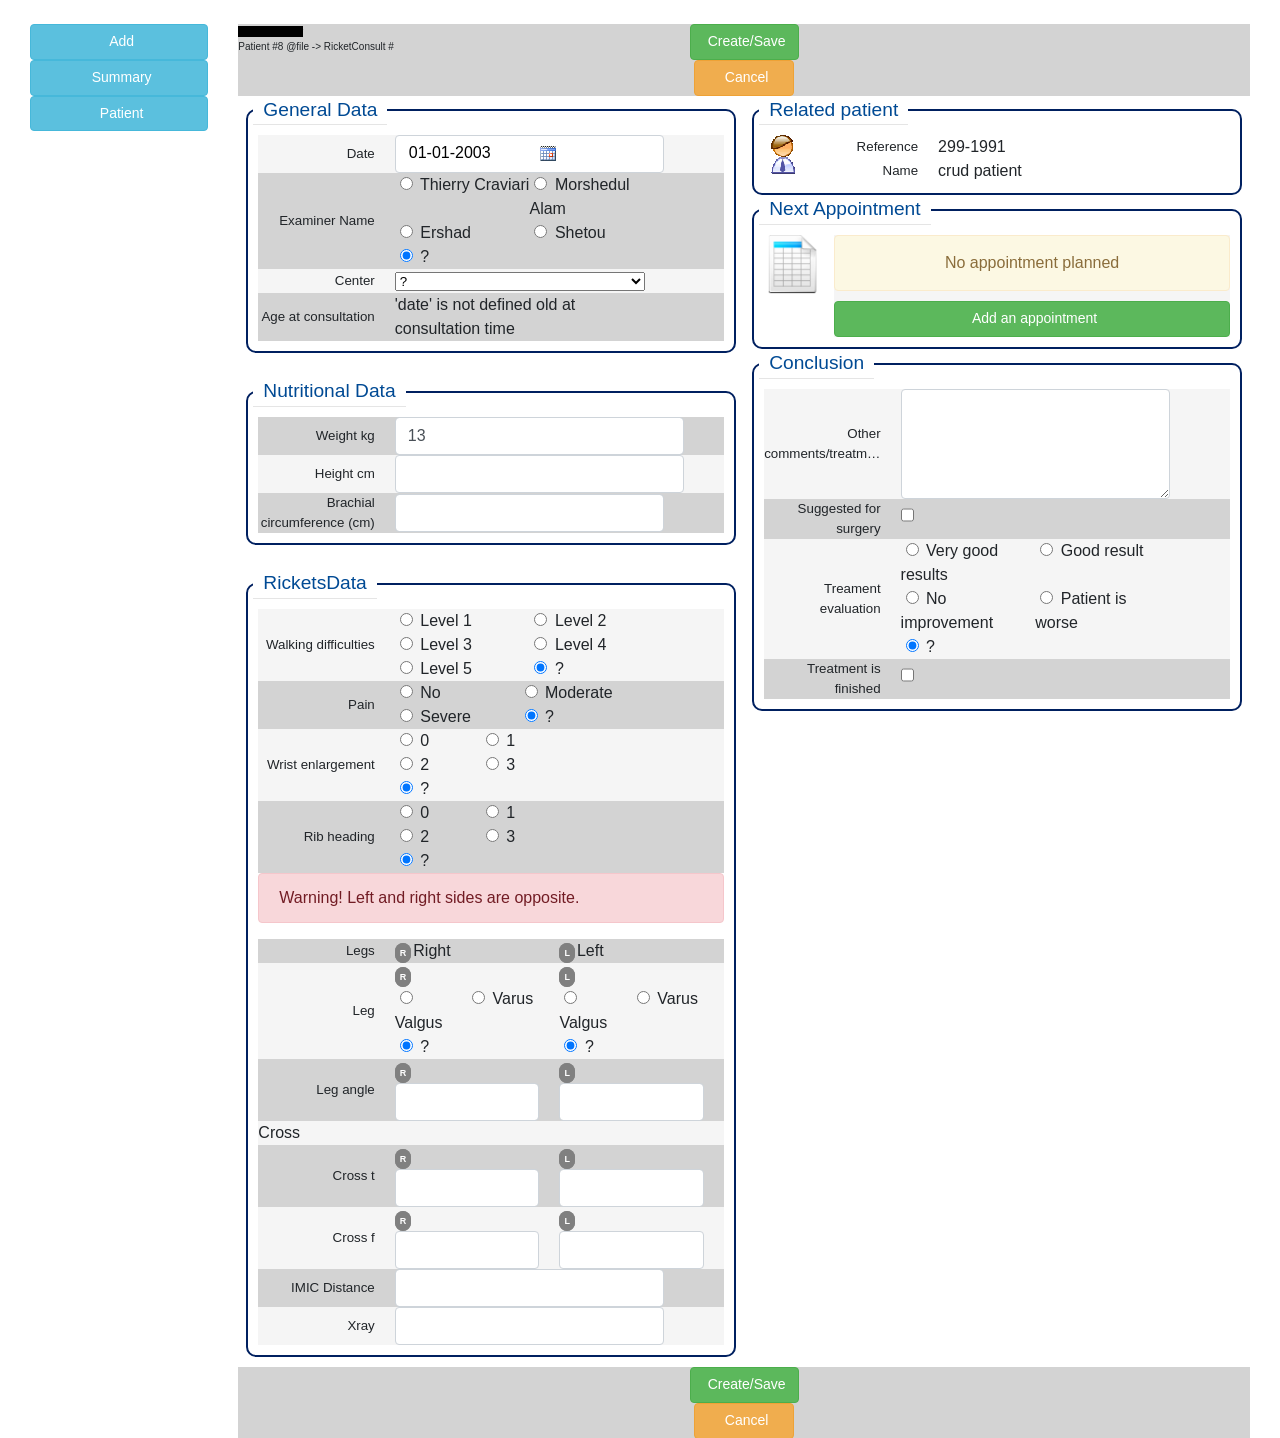 Add
Summary
Patient
Patient #8 @file -> RicketConsult #
Create/Save
Cancel
General Data
Date
01-01-2003
Examiner Name
Thierry Craviari
Morshedul
Alam
Ershad
Shetou
?
Center
?
Age at consultation
'date' is not defined old at
consultation time
Nutritional Data
Weight kg
13
Height cm
Brachial
circumference (cm)
RicketsData
Walking difficulties
Level 1
Level 2
Level 3
Level 4
Level 5
?
Pain
No
Moderate
Severe
?
Wrist enlargement
0
1
2
3
?
Rib heading
0
1
2
3
?
Warning! Left and right sides are opposite.
Legs
R Right
L Left
Leg
R
L
Valgus
Varus
Valgus
Varus
?
?
Leg angle
R
L
Cross
Cross t
R
L
Cross f
R
L
IMIC Distance
Xray
Related patient
Reference
299-1991
Name
crud patient
Next Appointment
No appointment planned
Add an appointment
Conclusion
Other
comments/treatm…
Suggested for
surgery
Treament
evaluation
Very good
results
Good result
No
improvement
Patient is
worse
?
Treatment is
finished
Create/Save
Cancel